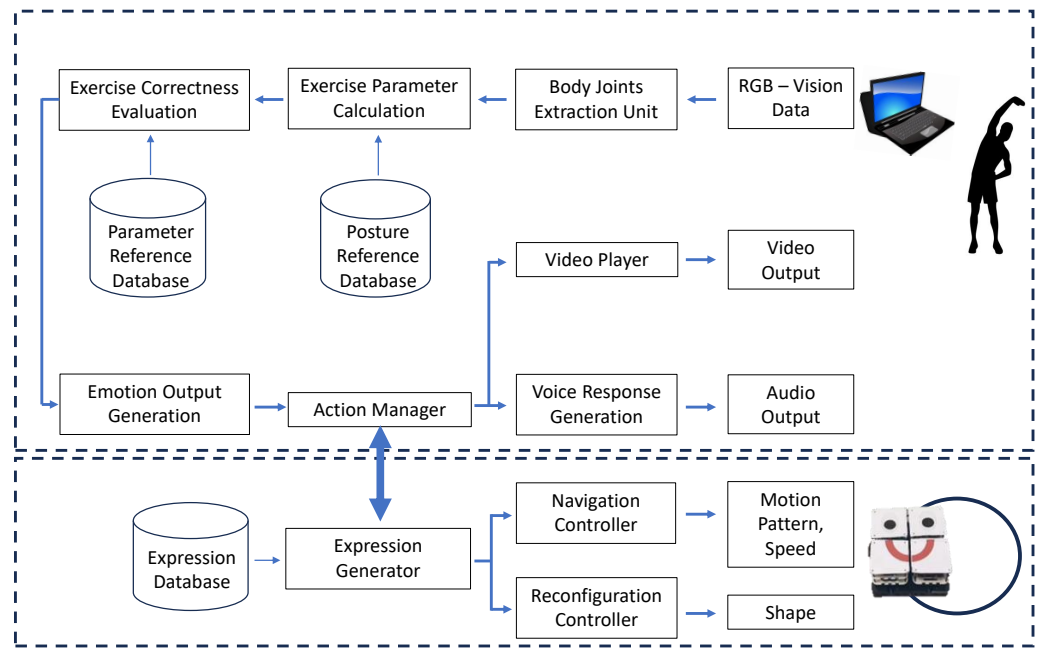 Exercise Correctness
Evaluation
Exercise Parameter
Calculation
Body Joints
Extraction Unit
RGB – Vision
Data
Parameter
Reference
Database
Posture
Reference
Database
Video Player
Video
Output
Emotion Output
Generation
Action Manager
Voice Response
Generation
Audio
Output
Expression
Database
Expression
Generator
Navigation
Controller
Motion
Pattern,
Speed
Reconfiguration
Controller
Shape